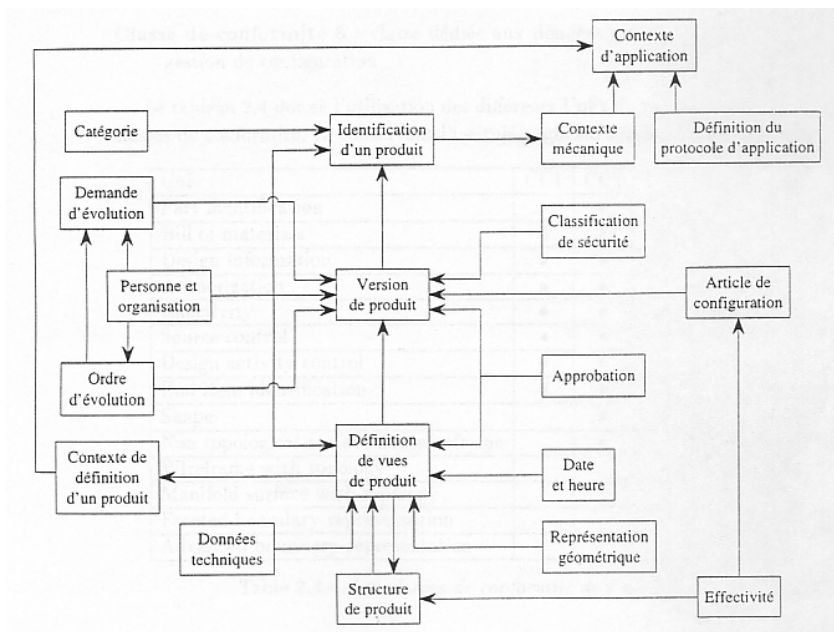 Contexte
d'application
Catégorie
Identification
d'un produit
Contexte
mécanique
Définition du
protocole d'application
Demande
d'évolution
Classification
de sécurité
Personne et
organisation
Version
de produit
Article de
configuration
Ordre
d'évolution
Approbation
Contexte de
définition
d'un produit
Définition
de vues
de produit
Date
et heure
Données
techniques
Représentation
géométrique
Structure
de produit
Effectivité